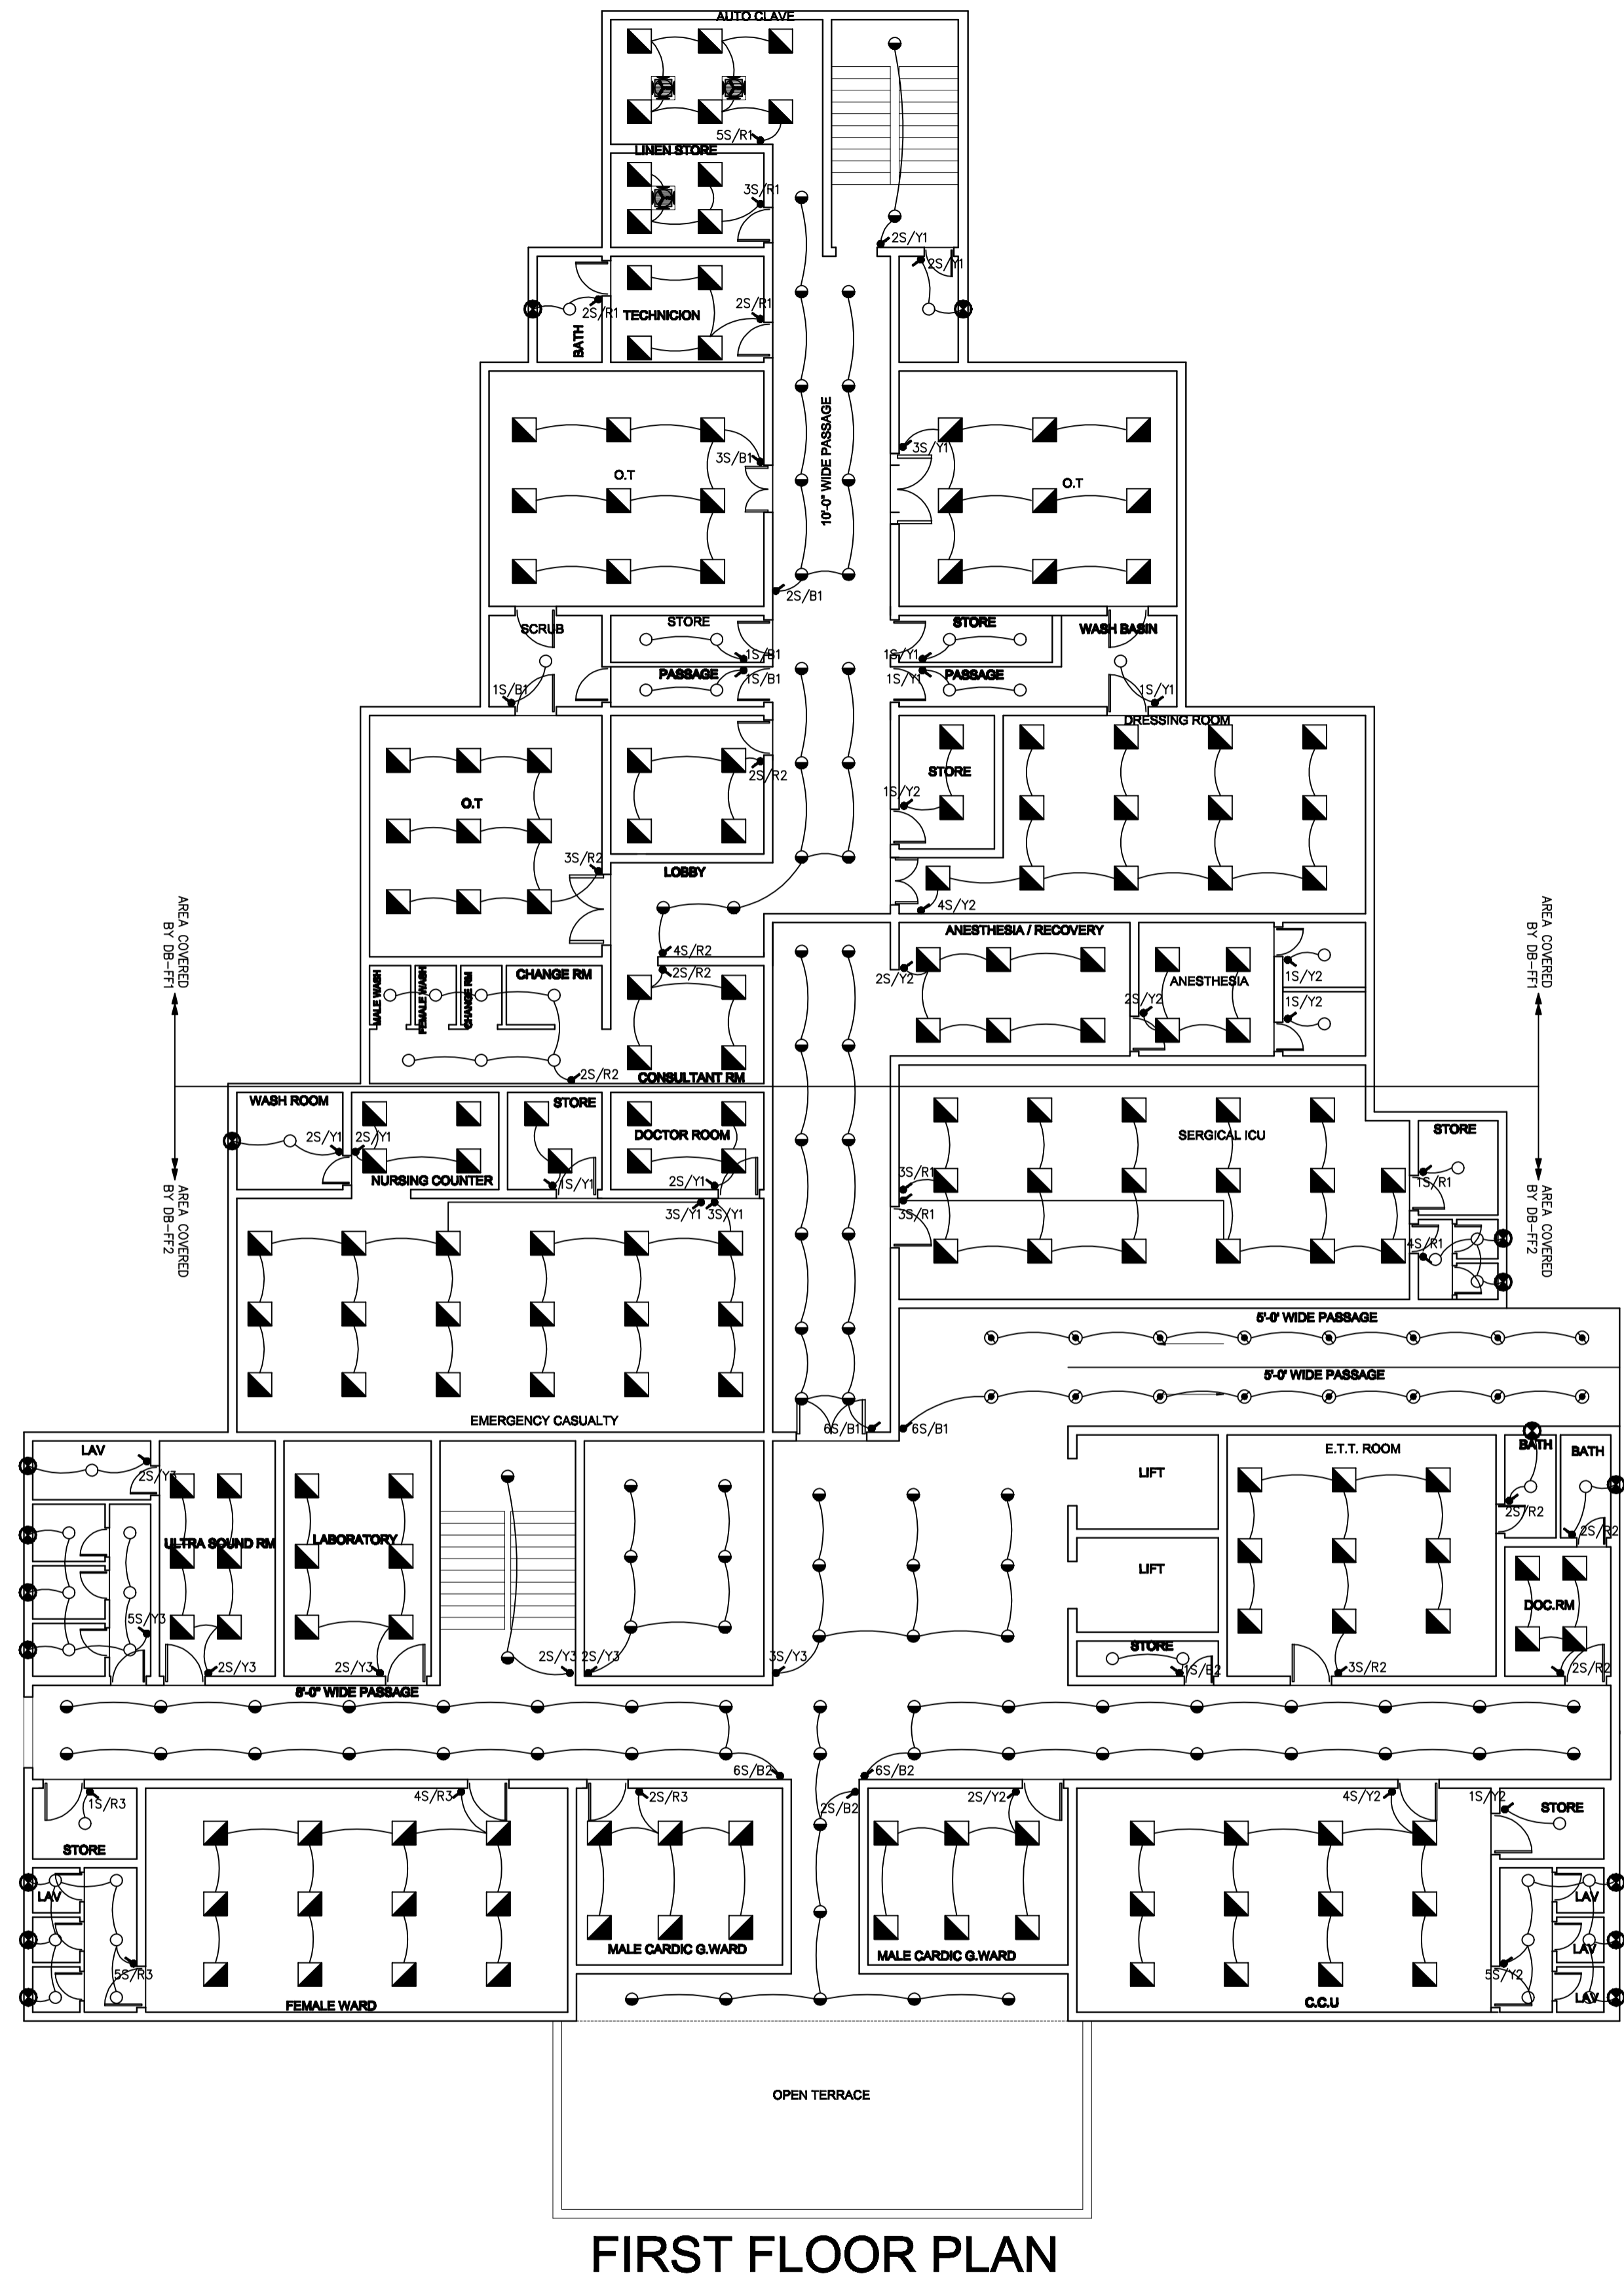 AUTO CLAVE
5S/R1
LINEN STORE
3S/R1
2S/Y1
2S/Y1
2S/R1
2S/R1
TECHNICION
BATH
10'-0" WIDE PASSAGE
3S/B1
3S/Y1
O.T
O.T
2S/B1
SCRUB
STORE
STORE
WASH BASIN
1S/B1
1S/Y1
PASSAGE
1S/B1
1S/Y1
PASSAGE
1S/B1
1S/Y1
DRESSING ROOM
2S/R2
STORE
1S/Y2
O.T
3S/R2
LOBBY
4S/Y2
AREA COVERED
BY DB-FF1
AREA COVERED
BY DB-FF1
ANESTHESIA / RECOVERY
4S/R2
2S/R2
2S/Y2
ANESTHESIA
1S/Y2
MALE WASH
FEMALE WASH
CHANGE RM
CHANGE RM
2S/Y2
1S/Y2
2S/R2
CONSULTANT RM
WASH ROOM
STORE
2S/Y1
2S/Y1
DOCTOR ROOM
SERGICAL ICU
STORE
NURSING COUNTER
1S/Y1
2S/Y1
3S/R1
1S/R1
AREA COVERED
BY DB-FF2
AREA COVERED
BY DB-FF2
3S/Y1
3S/Y1
3S/R1
4S/R1
5'-0' WIDE PASSAGE
5'-0' WIDE PASSAGE
EMERGENCY CASUALTY
6S/B1
6S/B1
LAV
2S/Y3
E.T.T. ROOM
BATH
BATH
LIFT
2S/R2
2S/R2
ULTRA SOUND RM
LABORATORY
LIFT
DOC.RM
5S/Y3
STORE
2S/Y3
2S/Y3
2S/Y3
2S/Y3
3S/Y3
1S/B2
3S/R2
2S/R2
8'-0" WIDE PASSAGE
6S/B2
6S/B2
1S/R3
4S/R3
2S/R3
2S/B2
2S/Y2
4S/Y2
1S/Y2
STORE
STORE
LAV
LAV
MALE CARDIC G.WARD
MALE CARDIC G.WARD
LAV
5S/R3
5S/Y2
FEMALE WARD
C.C.U
LAV
OPEN TERRACE
FIRST FLOOR PLAN